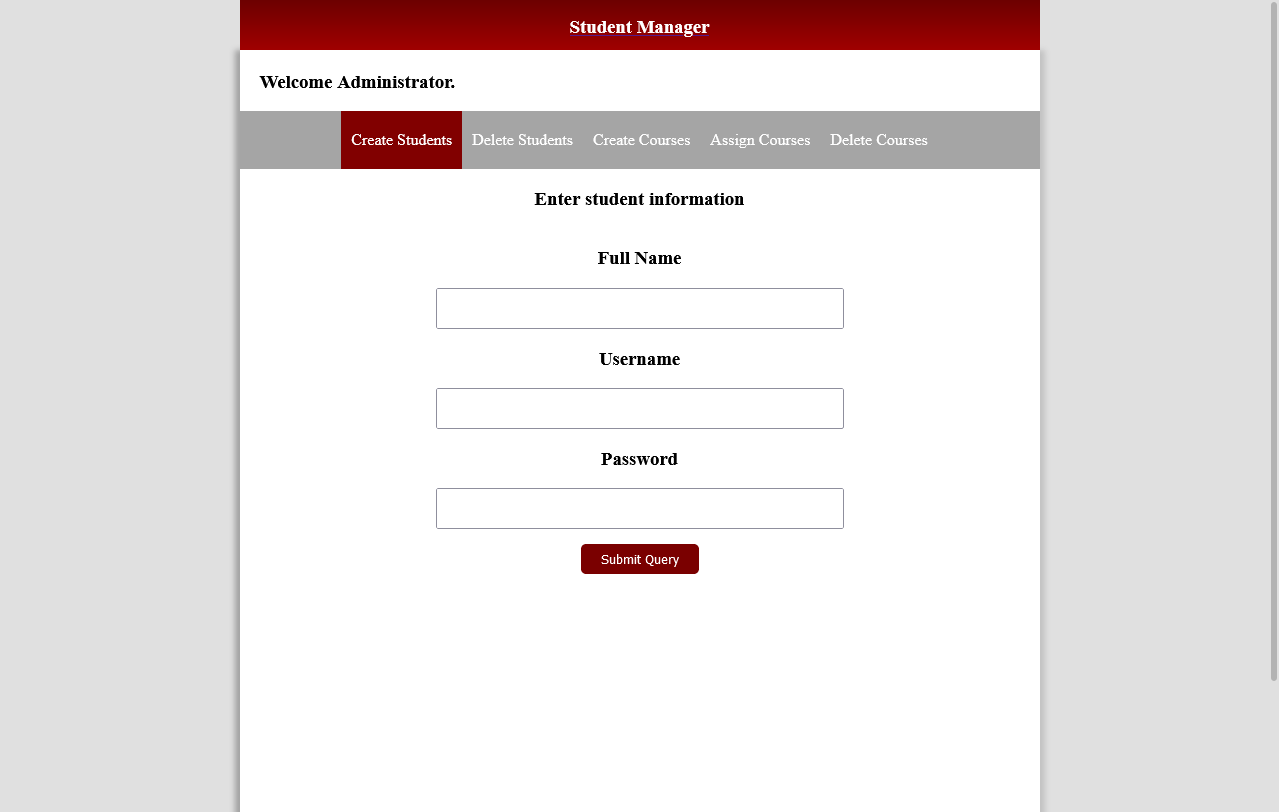 Student Manager
Welcome Administrator.
Create Students Delete Students Create Courses Assign Courses Delete Courses
Enter student information
Full Name
Username
Password
Submit Query